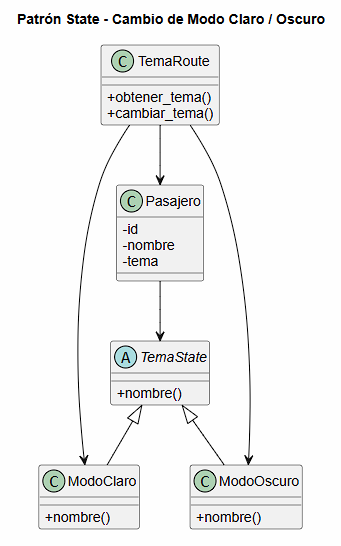 Patrón State - Cambio de Modo Claro / Oscuro
C TemaRoute
+obtener_tema()
+cambiar_tema()
C Pasajero
-id
-nombre
-tema
A TemaState
+nombre()
C ModoClaro
+nombre()
C ModoOscuro
+nombre()